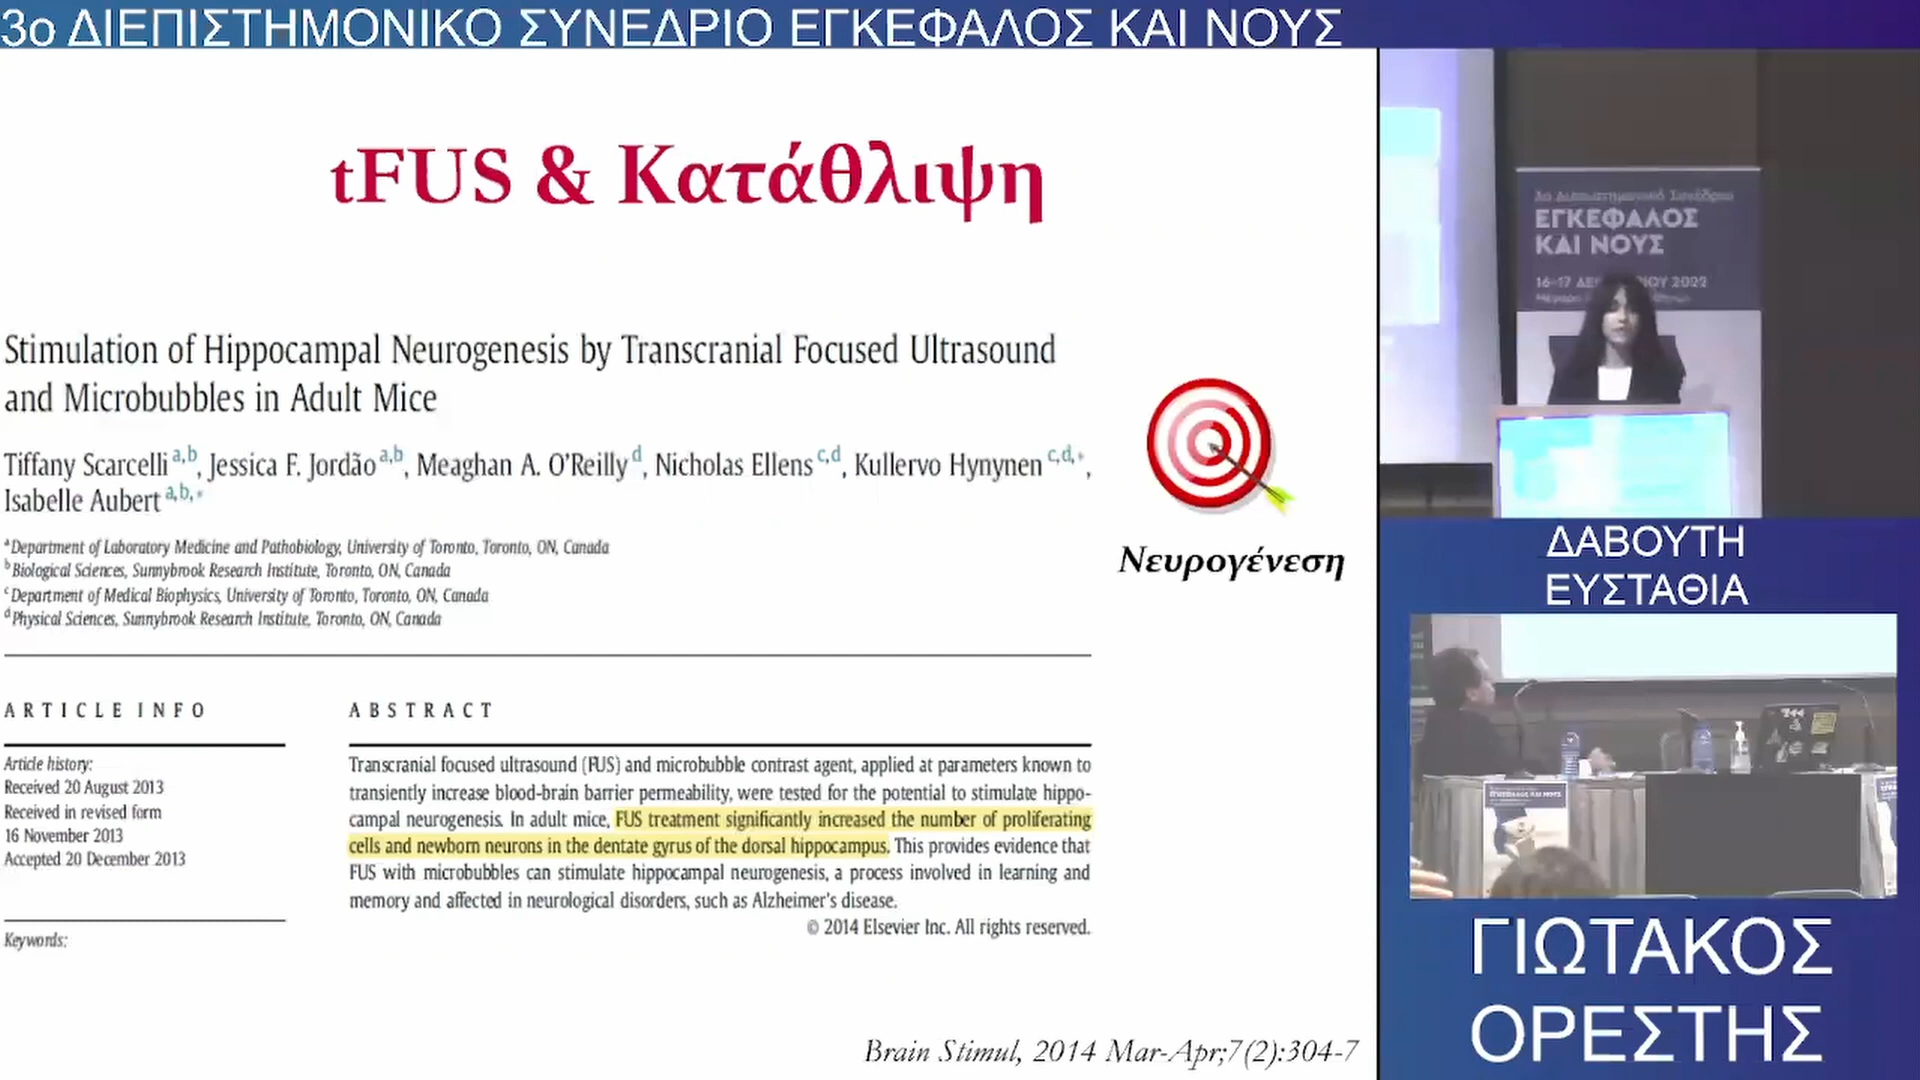 3ο ΔΙΕΠΙΣΤΗΜΟΝΙΚΟ ΣΥΝΕΔΡΙΟ ΕΓΚΕΦΑΛΟΣ ΚΑΙ ΝΟΥΣ
tFUS & Κατάθλιψη
Stimulation of Hippocampal Neurogenesis by Transcranial Focused Ultrasound
and Microbubbles in Adult Mice
Tiffany Scarcelli a,b, Jessica F. Jordão a,b, Meaghan A. O'Reilly d, Nicholas Ellens c,d, Kullervo Hynynen c,d,*,
Isabelle Aubert a,b,*
a Department of Laboratory Medicine and Pathobiology, University of Toronto, Toronto, ON, Canada
b Biological Sciences, Sunnybrook Research Institute, Toronto, ON, Canada
c Department of Medical Biophysics, University of Toronto, Toronto, ON, Canada
d Physical Sciences, Sunnybrook Research Institute, Toronto, ON, Canada
Νευρογένεση
ARTICLE INFO
Article history:
Received 20 August 2013
Received in revised form
16 November 2013
Accepted 20 December 2013
Keywords:
ABSTRACT
Transcranial focused ultrasound (FUS) and microbubble contrast agent, applied at parameters known to
transiently increase blood-brain barrier permeability, were tested for the potential to stimulate hippo-
campal neurogenesis. In adult mice, FUS treatment significantly increased the number of proliferating
cells and newborn neurons in the dentate gyrus of the dorsal hippocampus. This provides evidence that
FUS with microbubbles can stimulate hippocampal neurogenesis, a process involved in learning and
memory and affected in neurological disorders, such as Alzheimer's disease.
© 2014 Elsevier Inc. All rights reserved.
Brain Stimul, 2014 Mar-Apr;7(2):304-7
3ο Διεπιστημονικό Συνέδριο
ΕΓΚΕΦΑΛΟΣ
ΚΑΙ ΝΟΥΣ
16-17 2022
ΔΑΒΟΥΤΗ
ΕΥΣΤΑΘΙΑ
ΕΓΚΕΦΑΛΟΣ ΚΑΙ ΝΟΥΣ
ΓΙΩΤΑΚΟΣ
ΟΡΕΣΤΗΣ